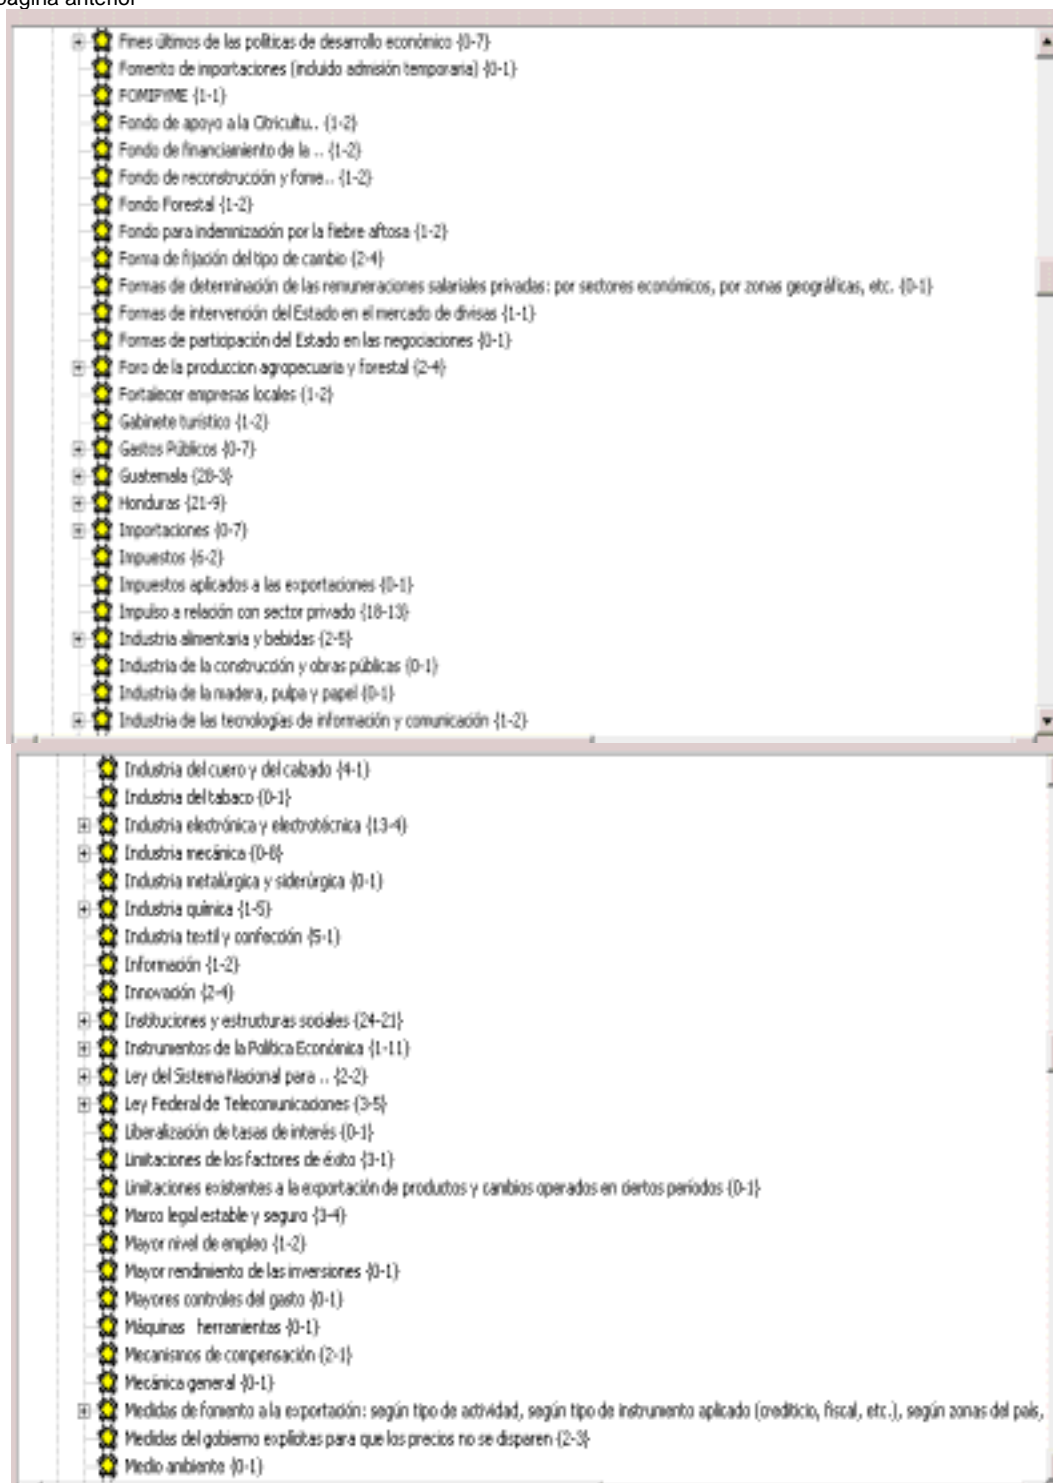 página anterior
Fines últimos de las políticas de desarrollo económico {0-7}
Fomento de importaciones (incluido admisión temporaria) {0-1}
FOMIPYME {1-1}
Fondo de apoyo a la Citricultu.. {1-2}
Fondo de financiamiento de la .. {1-2}
Fondo de reconstrucción y fome.. {1-2}
Fondo Forestal {1-2}
Fondo para indemnización por la fiebre aftosa {1-2}
Forma de fijación del tipo de cambio {2-4}
Formas de determinación de las remuneraciones salariales privadas: por sectores económicos, por zonas geográficas, etc. {0-1}
Formas de intervención del Estado en el mercado de divisas {1-1}
Formas de participación del Estado en las negociaciones {0-1}
Foro de la produccion agropecuaria y forestal {2-4}
Fortalecer empresas locales {1-2}
Gabinete turístico {1-2}
Gastos Públicos {0-7}
Guatemala {28-3}
Honduras {21-9}
Importaciones {0-7}
Impuestos {6-2}
Impuestos aplicados a las exportaciones {0-1}
Impulso a relación con sector privado {18-13}
Industria alimentaria y bebidas {2-5}
Industria de la construcción y obras públicas {0-1}
Industria de la madera, pulpa y papel {0-1}
Industria de las tecnologías de información y comunicación {1-2}
Industria del cuero y del calzado {4-1}
Industria del tabaco {0-1}
Industria electrónica y electrotécnica {13-4}
Industria mecánica {0-8}
Industria metalúrgica y siderúrgica {0-1}
Industria química {1-5}
Industria textil y confección {5-1}
Información {1-2}
Innovación {2-4}
Instituciones y estructuras sociales {24-21}
Instrumentos de la Política Económica {1-11}
Ley del Sistema Nacional para .. {2-2}
Ley Federal de Telecomunicaciones {3-5}
Liberalización de tasas de interés {0-1}
Limitaciones de los factores de éxito {3-1}
Limitaciones existentes a la exportación de productos y cambios operados en ciertos períodos {0-1}
Marco legal estable y seguro {3-4}
Mayor nivel de empleo {1-2}
Mayor rendimiento de las inversiones {0-1}
Mayores controles del gasto {0-1}
Máquinas herramientas {0-1}
Mecanismos de compensación {2-1}
Mecánica general {0-1}
Medidas de fomento a la exportación: según tipo de actividad, según tipo de instrumento aplicado (crediticio, fiscal, etc.), según zonas del país,
Medidas del gobierno explícitas para que los precios no se disparen {2-3}
Medio ambiente {0-1}